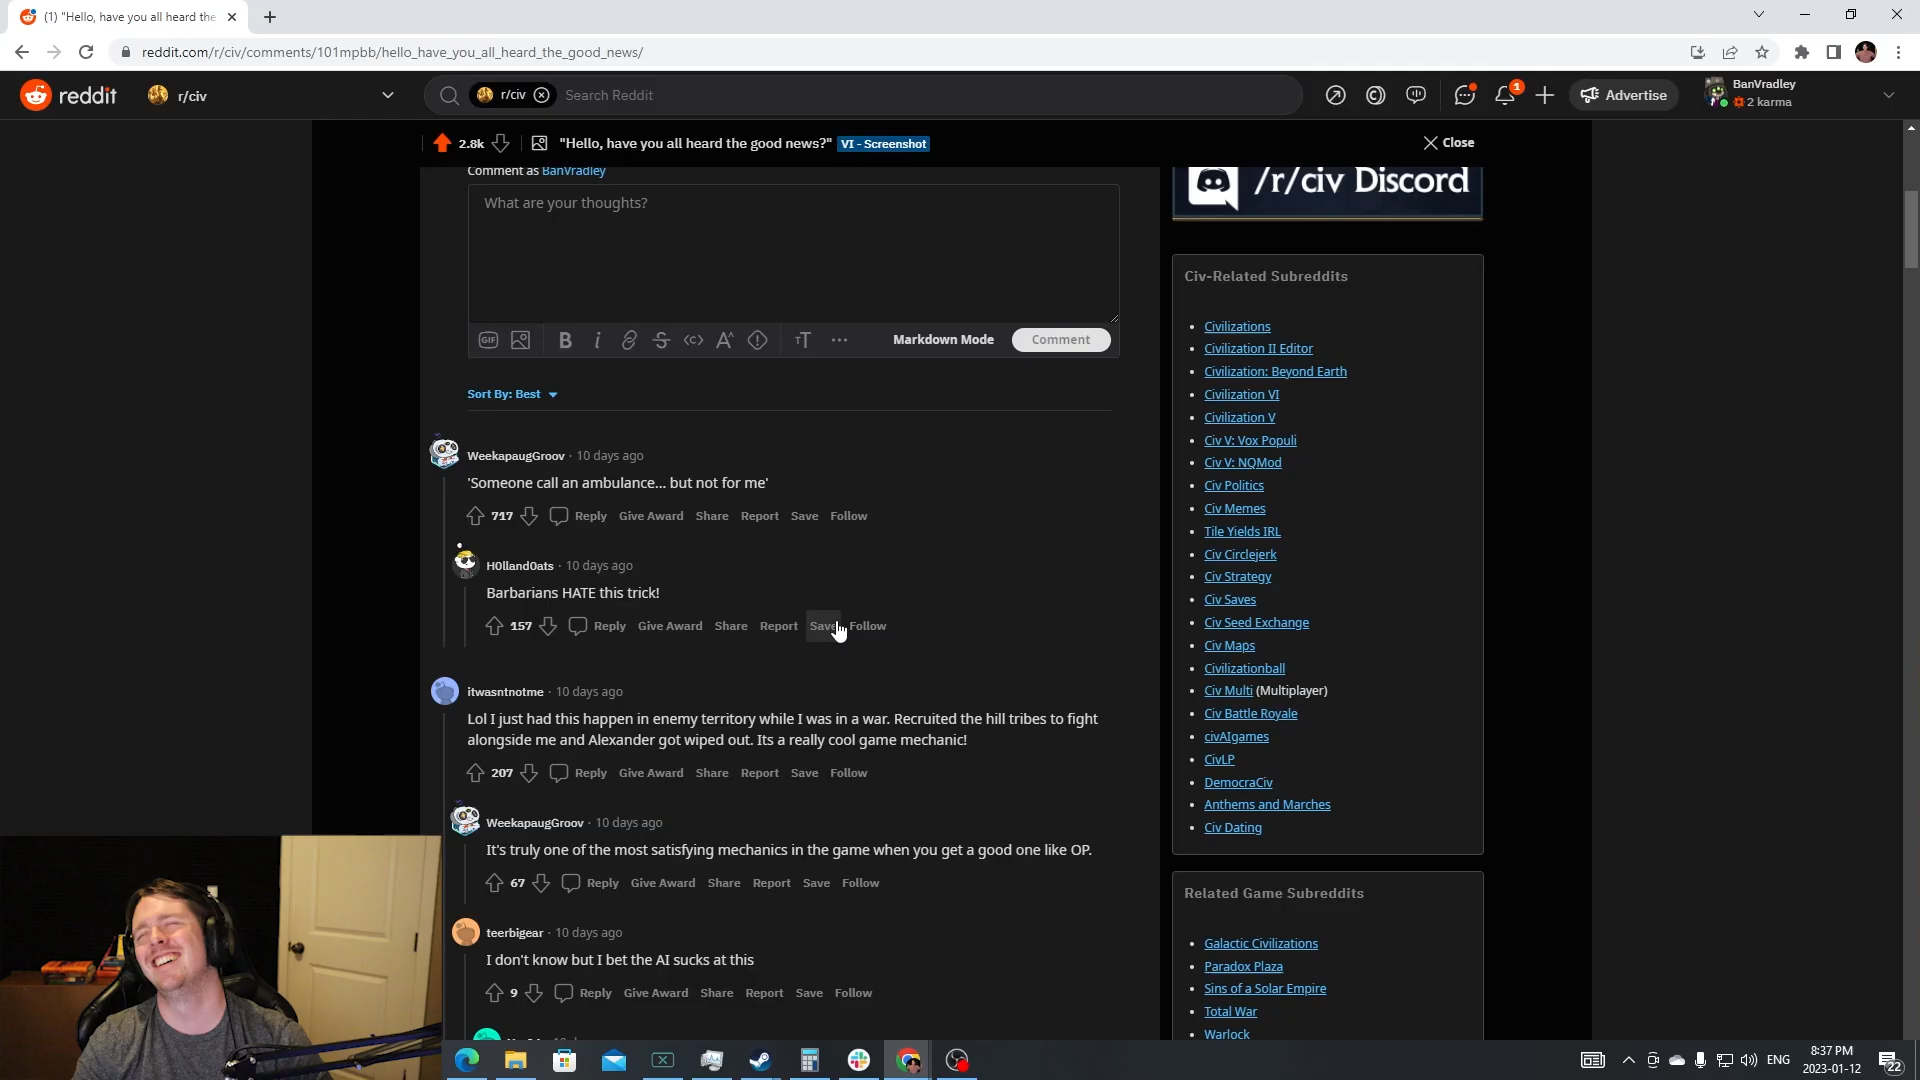 (1) "Hello, have you all heard the
reddit.com/r/civ/comments/101mpbb/hello_have_you_all_heard_the_good_news/
reddit
r/civ
r/civ
Search Reddit
1
Advertise
BanVradley
2 karma
2.8k
"Hello, have you all heard the good news?"
VI - Screenshot
Close
Comment as BanVradley
What are your thoughts?
GIF
Markdown Mode
Comment
Sort By: Best
WeekapaugGroov · 10 days ago
'Someone call an ambulance... but not for me'
717 Reply Give Award Share Report Save Follow
H0lland0ats · 10 days ago
Barbarians HATE this trick!
157 Reply Give Award Share Report Save Follow
itwasntnotme · 10 days ago
Lol I just had this happen in enemy territory while I was in a war. Recruited the hill tribes to fight
alongside me and Alexander got wiped out. Its a really cool game mechanic!
207 Reply Give Award Share Report Save Follow
WeekapaugGroov · 10 days ago
It's truly one of the most satisfying mechanics in the game when you get a good one like OP.
67 Reply Give Award Share Report Save Follow
teerbigear · 10 days ago
I don't know but I bet the AI sucks at this
9 Reply Give Award Share Report Save Follow
/r/civ Discord
Civ-Related Subreddits
Civilizations
Civilization II Editor
Civilization: Beyond Earth
Civilization VI
Civilization V
Civ V: Vox Populi
Civ V: NQMod
Civ Politics
Civ Memes
Tile Yields IRL
Civ Circlejerk
Civ Strategy
Civ Saves
Civ Seed Exchange
Civ Maps
Civilizationball
Civ Multi (Multiplayer)
Civ Battle Royale
civAIgames
CivLP
DemocraCiv
Anthems and Marches
Civ Dating
Related Game Subreddits
Galactic Civilizations
Paradox Plaza
Sins of a Solar Empire
Total War
Warlock
ENG
8:37 PM
2023-01-12
22